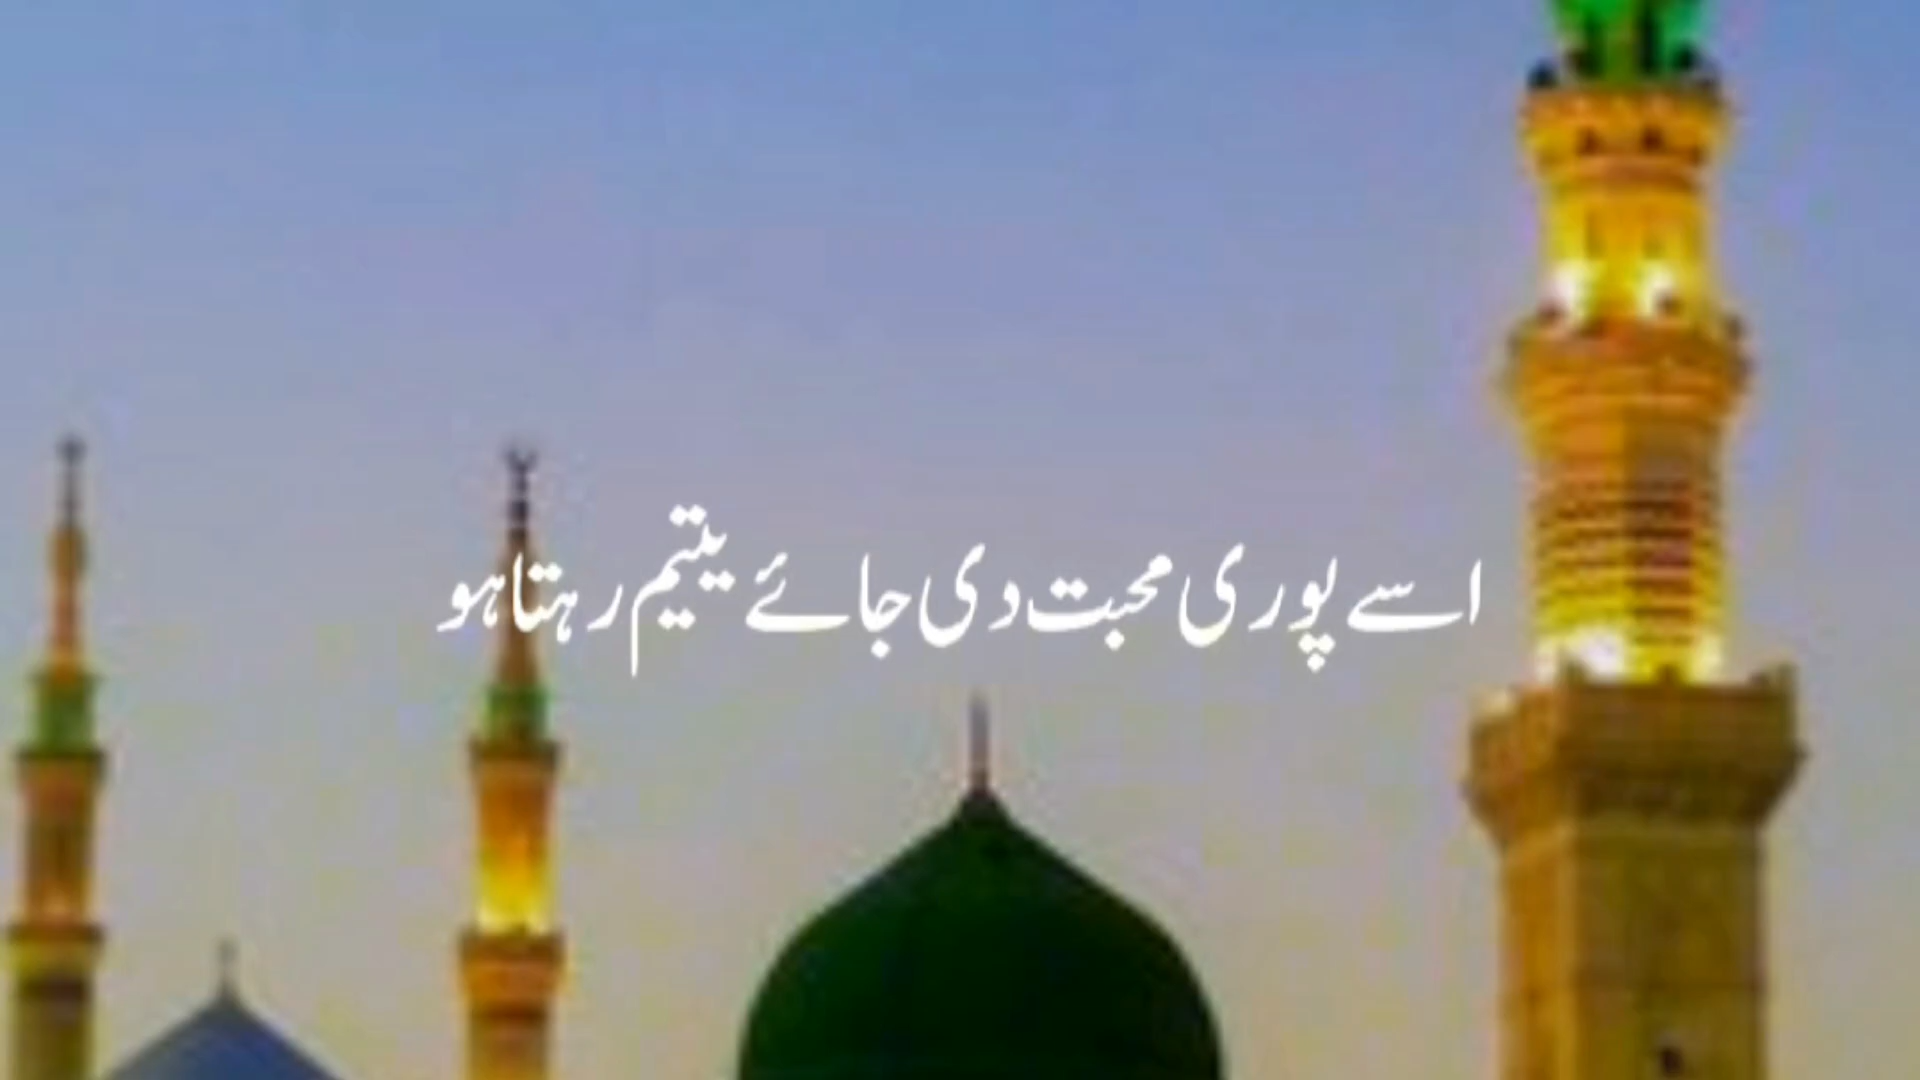 اسے پوری محبت دی جائے یتیم رہتا ہو